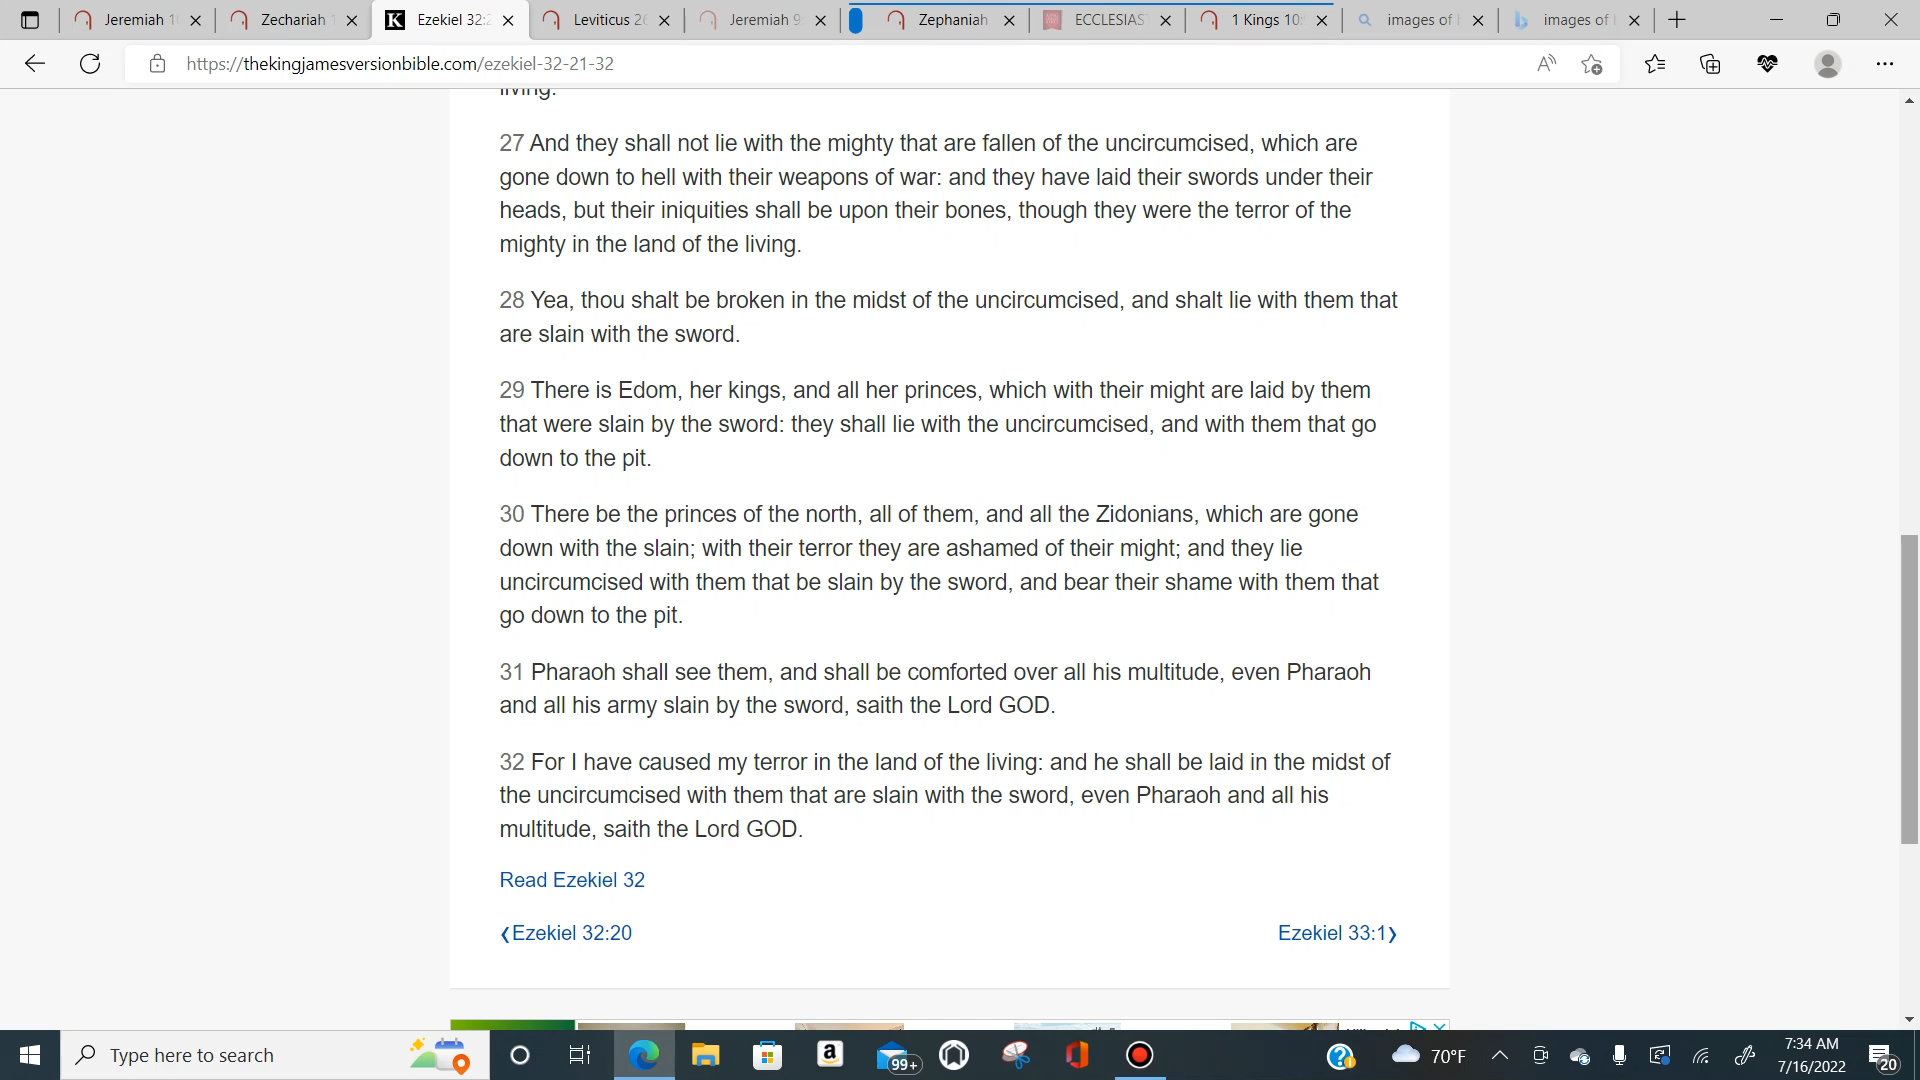 Jeremiah 1
Zechariah 1
Ezekiel 32:2
Leviticus 26
Jeremiah 9
Zephaniah
ECCLESIAS
1 Kings 10:
images of
images of
https://thekingjamesversionbible.com/ezekiel-32-21-32
living.
27 And they shall not lie with the mighty that are fallen of the uncircumcised, which are
gone down to hell with their weapons of war: and they have laid their swords under their
heads, but their iniquities shall be upon their bones, though they were the terror of the
mighty in the land of the living.
28 Yea, thou shalt be broken in the midst of the uncircumcised, and shalt lie with them that
are slain with the sword.
29 There is Edom, her kings, and all her princes, which with their might are laid by them
that were slain by the sword: they shall lie with the uncircumcised, and with them that go
down to the pit.
30 There be the princes of the north, all of them, and all the Zidonians, which are gone
down with the slain; with their terror they are ashamed of their might; and they lie
uncircumcised with them that be slain by the sword, and bear their shame with them that
go down to the pit.
31 Pharaoh shall see them, and shall be comforted over all his multitude, even Pharaoh
and all his army slain by the sword, saith the Lord GOD.
32 For I have caused my terror in the land of the living: and he shall be laid in the midst of
the uncircumcised with them that are slain with the sword, even Pharaoh and all his
multitude, saith the Lord GOD.
Read Ezekiel 32
❮Ezekiel 32:20
Ezekiel 33:1❯
Type here to search
99+
70°F
7:34 AM
7/16/2022
20